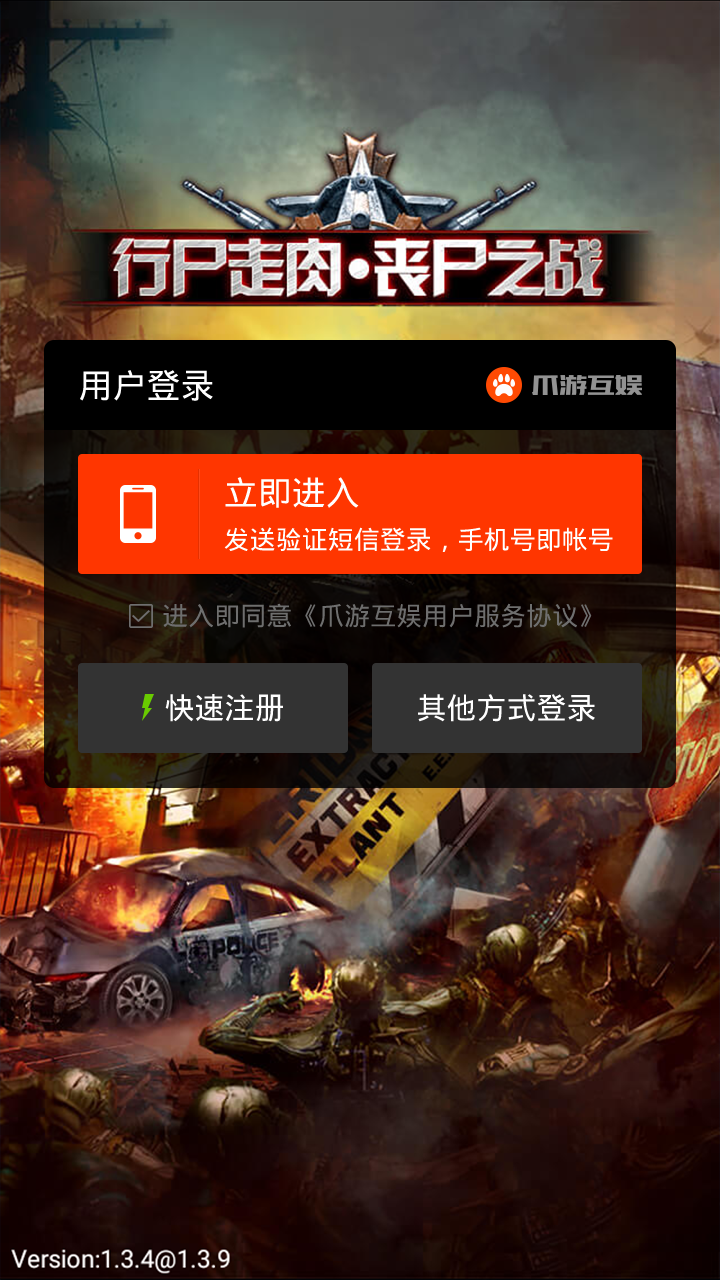 行尸走肉·丧尸之战
用户登录
爪游互娱
立即进入
发送验证短信登录，手机号即帐号
进入即同意《爪游互娱用户服务协议》
快速注册
其他方式登录
EXTRACT
E.E.
PLANT
STOP
POLICE
Version:1.3.4@1.3.9